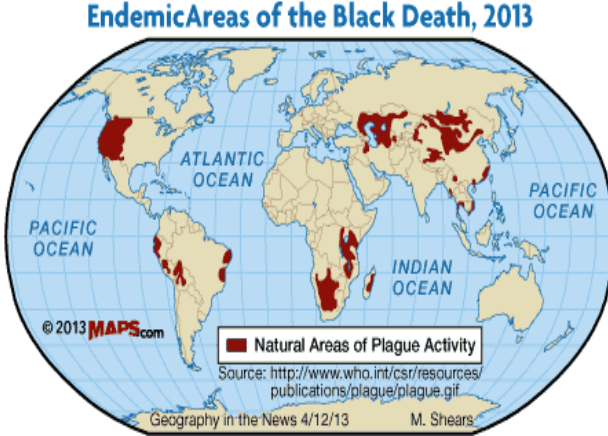 EndemicAreas of the Black Death, 2013
ATLANTIC
OCEAN
PACIFIC
OCEAN
PACIFIC
OCEAN
INDIAN
OCEAN
© 2013 MAPS.com
Natural Areas of Plague Activity
Source: http://www.who.int/csr/resources/
publications/plague/plague.gif
Geography in the News 4/12/13 M. Shears